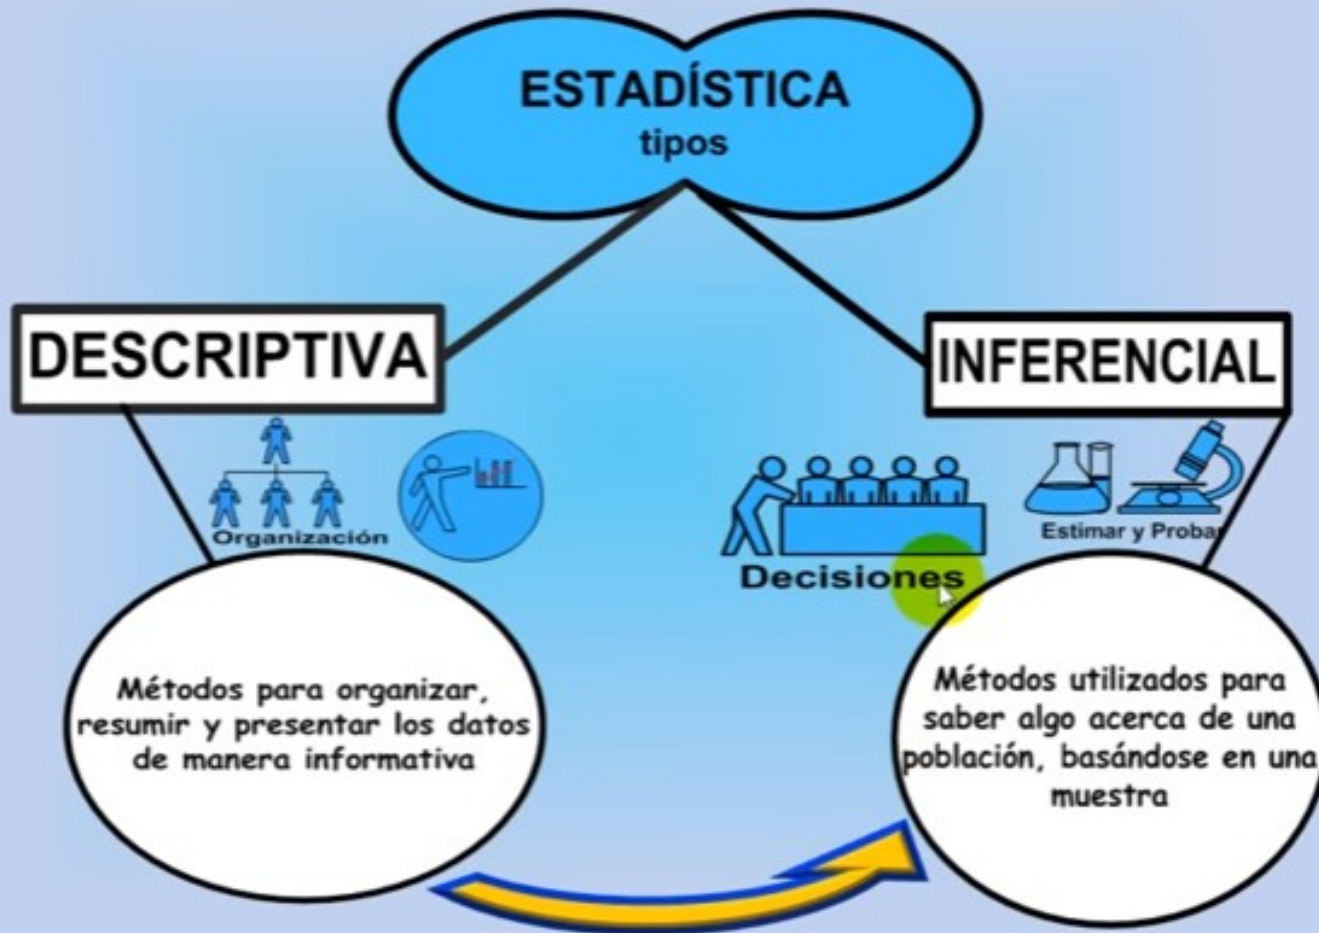 ESTADÍSTICA
tipos
DESCRIPTIVA
INFERENCIAL
Organización
Decisiones
Estimar y Probar
Métodos para organizar,
resumir y presentar los datos
de manera informativa
Métodos utilizados para
saber algo acerca de una
población, basándose en una
muestra